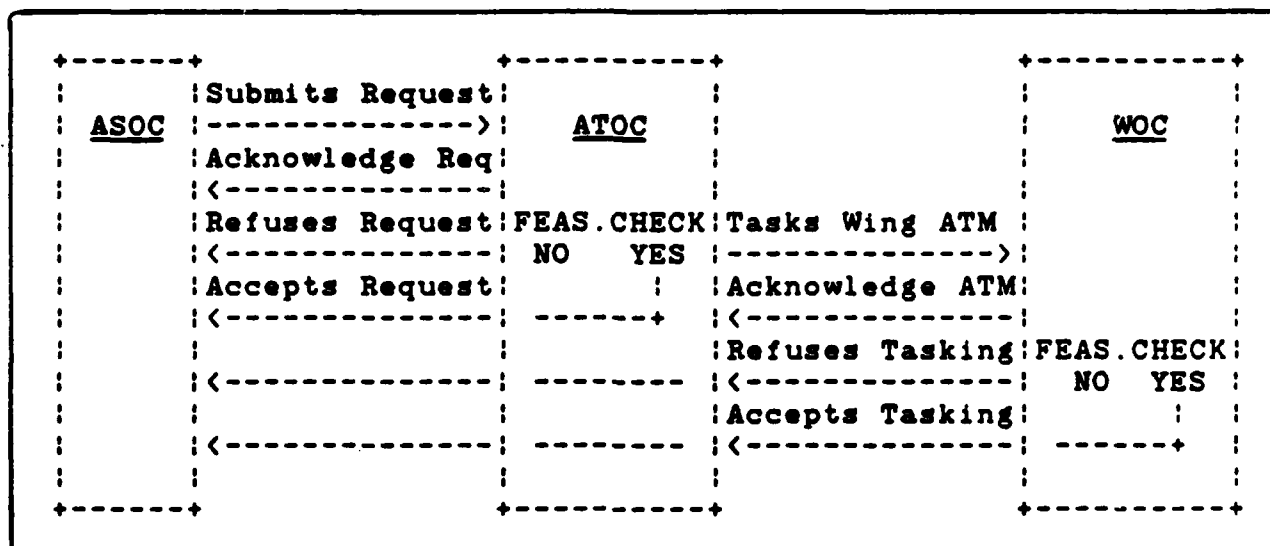 Submits Request
ASOC ATOC WOC
Acknowledge Req
Refuses Request FEAS.CHECK Tasks Wing ATM
NO YES
Accepts Request Acknowledge ATM
Refuses Tasking FEAS.CHECK
NO YES
Accepts Tasking